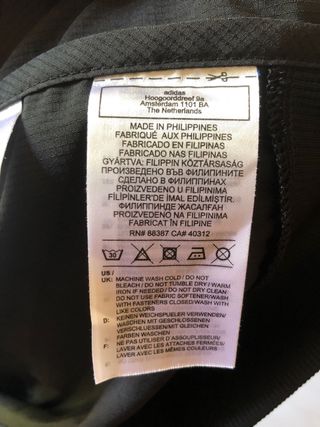 adidas
Hoogoorddreef 9a
Amsterdam 1101 BA
The Netherlands
MADE IN PHILIPPINES
FABRIQUÉ AUX PHILIPPINES
FABRICADO EN FILIPINAS
FABRICADO NAS FILIPINAS
GYÁRTVA: FILIPPIN KÖZTÁRSASÁG
ПРОИЗВЕДЕНО ВЪВ ФИЛИПИНИТЕ
СДЕЛАНО В ФИЛИППИНАХ
PROIZVEDENO U FILIPINIMA
FİLİPİNLER'DE IMAL EDİLMİŞTİR.
ФИЛИППИНДЕ ЖАСАЛҒАН
PROIZVEDENO NA FILIPINIMA
FABRICAT ÎN FILIPINE
RN# 88387 CA# 40312
30
US /
UK: MACHINE WASH COLD / DO NOT
BLEACH / DO NOT TUMBLE DRY / WARM
IRON IF NEEDED / DO NOT DRY CLEAN
DO NOT USE FABRIC SOFTENER/WASH
WITH FASTENERS CLOSED/WASH WITH
LIKE COLORS
D: KEINEN WEICHSPUELER VERWENDEN/
WASCHEN MIT GESCHLOSSENEN
VERSCHLUESSEN/MIT GLEICHEN
FARBEN WASCHEN
F: NE PAS UTILISER D'ASSOUPLISSEUR/
LAVER AVEC LES ATTACHES FERMÉES/
LAVER AVEC LES MÊMES COULEURS